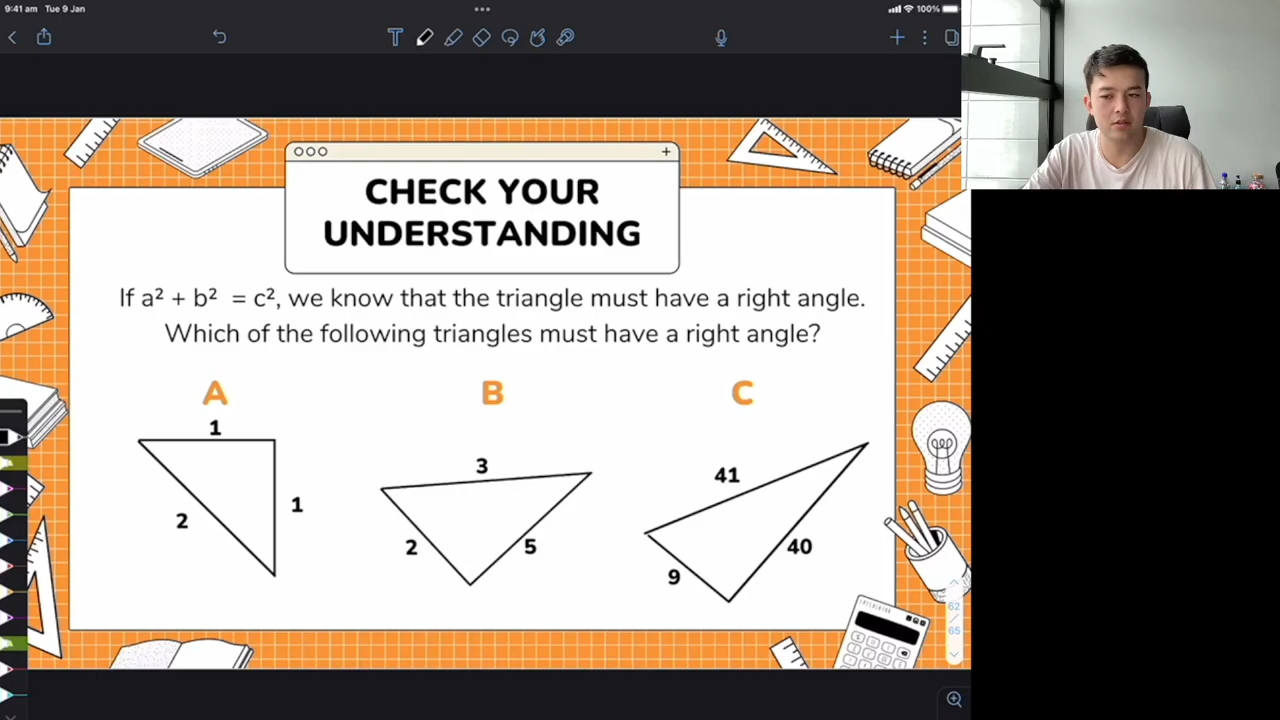 9:41 am Tue 9 Jan
100%
CHECK YOUR
UNDERSTANDING
If a² + b² = c², we know that the triangle must have a right angle.
Which of the following triangles must have a right angle?
A
B
C
1
1
2
3
2
5
41
40
9
62
65